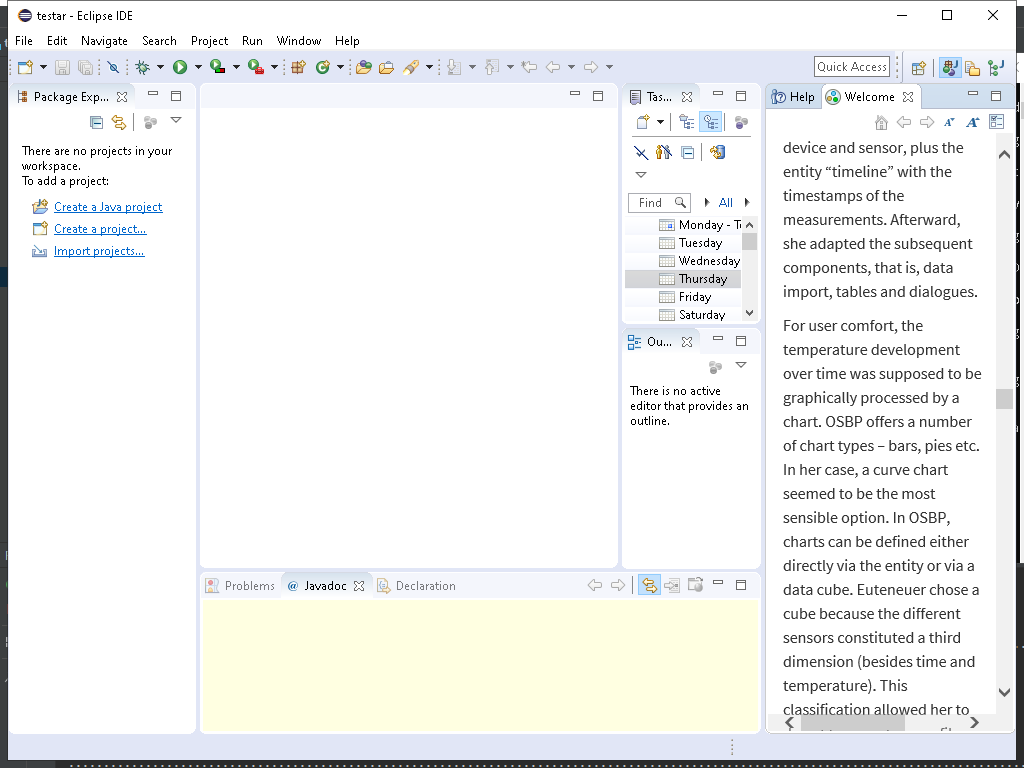 testar - Eclipse IDE
File Edit Navigate Search Project Run Window Help
Quick Access
Package Exp...
There are no projects in your
workspace.
To add a project:
Create a Java project
Create a project...
Import projects...
Tas...
Find
All
Monday - T
Tuesday
Wednesday
Thursday
Friday
Saturday
Ou...
There is no active
editor that provides an
outline.
Problems @ Javadoc Declaration
Help Welcome
device and sensor, plus the
entity “timeline” with the
timestamps of the
measurements. Afterward,
she adapted the subsequent
components, that is, data
import, tables and dialogues.
For user comfort, the
temperature development
over time was supposed to be
graphically processed by a
chart. OSBP offers a number
of chart types – bars, pies etc.
In her case, a curve chart
seemed to be the most
sensible option. In OSBP,
charts can be defined either
directly via the entity or via a
data cube. Euteneuer chose a
cube because the different
sensors constituted a third
dimension (besides time and
temperature). This
classification allowed her to